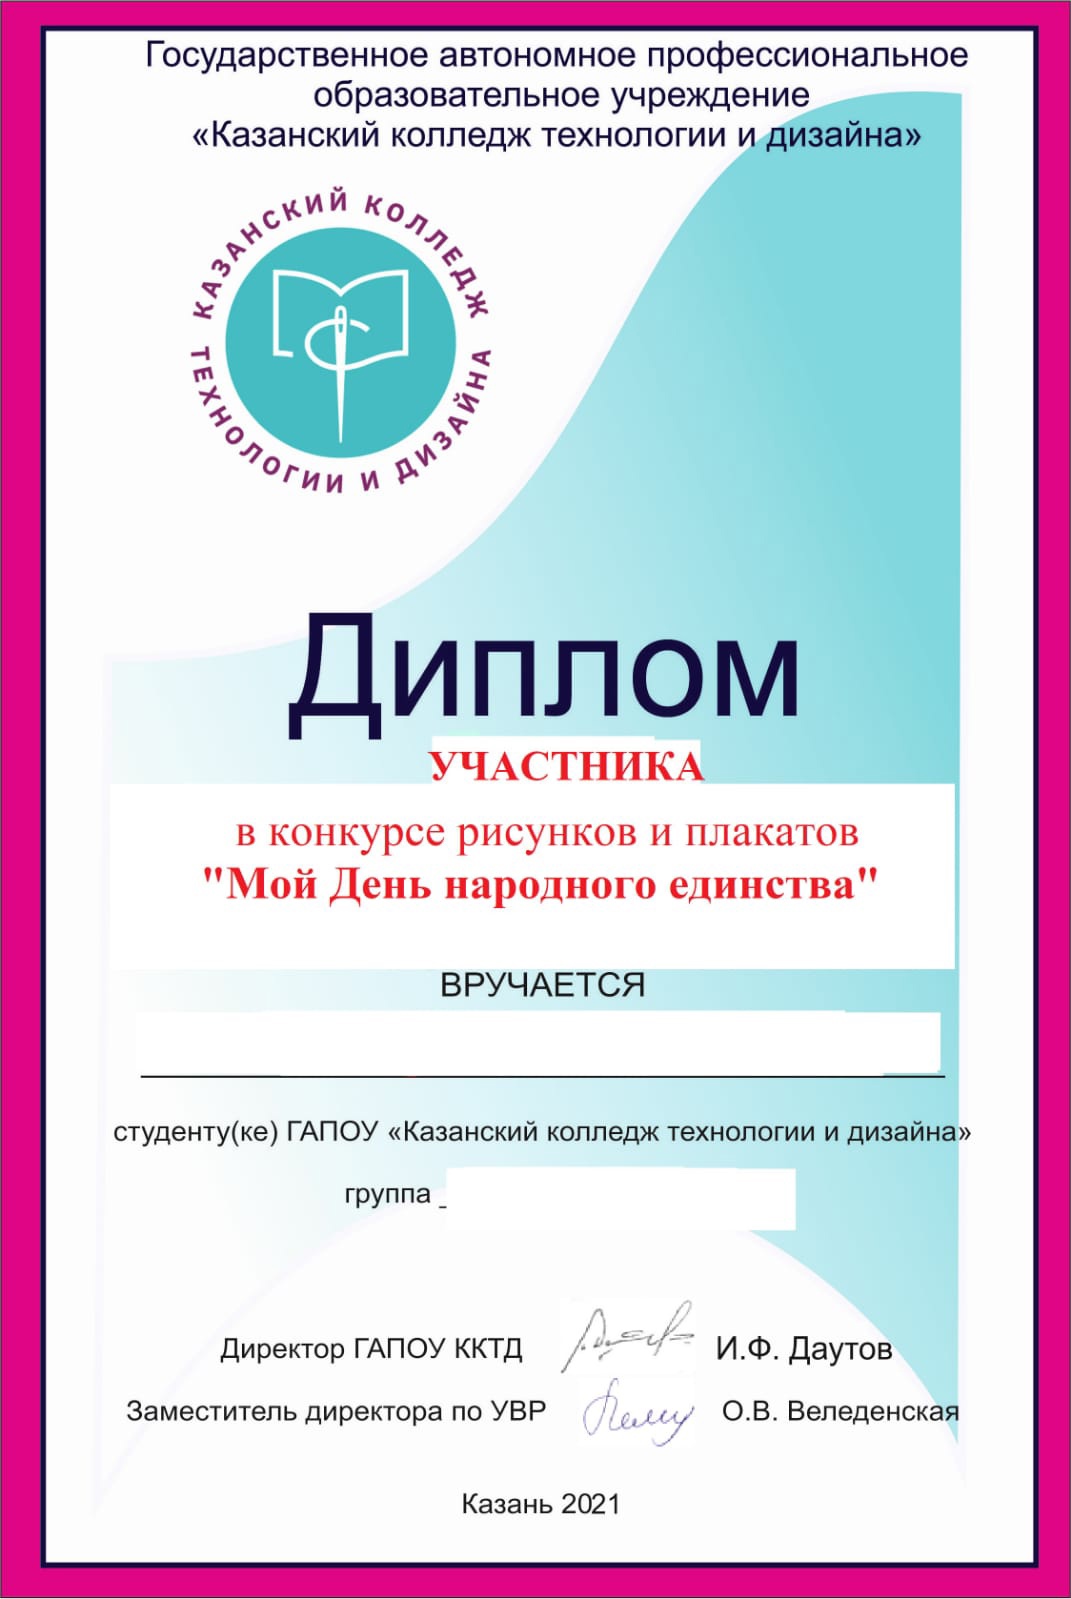 Государственное автономное профессиональное
образовательное учреждение
«Казанский колледж технологии и дизайна»
КАЗАНСКИЙ КОЛЛЕДЖ
ТЕХНОЛОГИИ И ДИЗАЙНА
Диплом
УЧАСТНИКА
в конкурсе рисунков и плакатов
"Мой День народного единства"
ВРУЧАЕТСЯ
студенту(ке) ГАПОУ «Казанский колледж технологии и дизайна»
группа _
Директор ГАПОУ ККТД И.Ф. Даутов
Заместитель директора по УВР О.В. Веледенская
Казань 2021